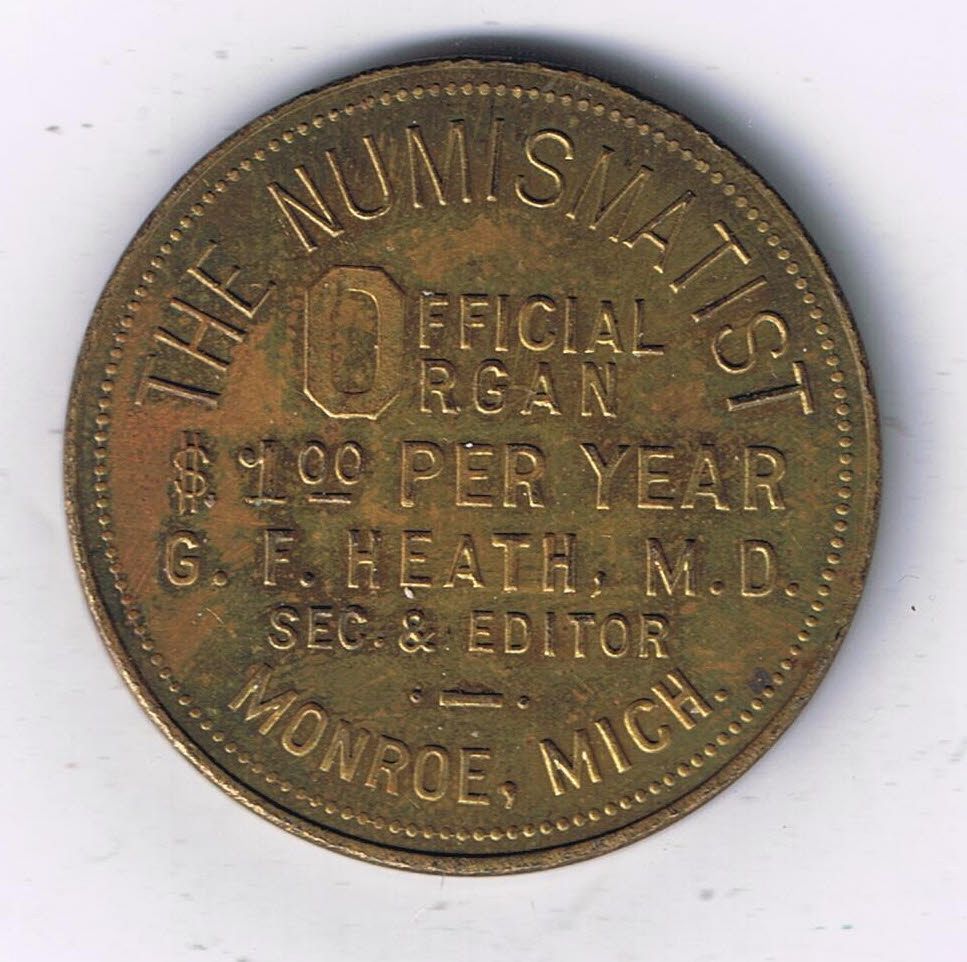 THE NUMISMATIST
OFFICIAL
ORGAN
$1.00 PER YEAR
G. F. HEATH, M.D.
SEC. & EDITOR
MONROE, MICH.